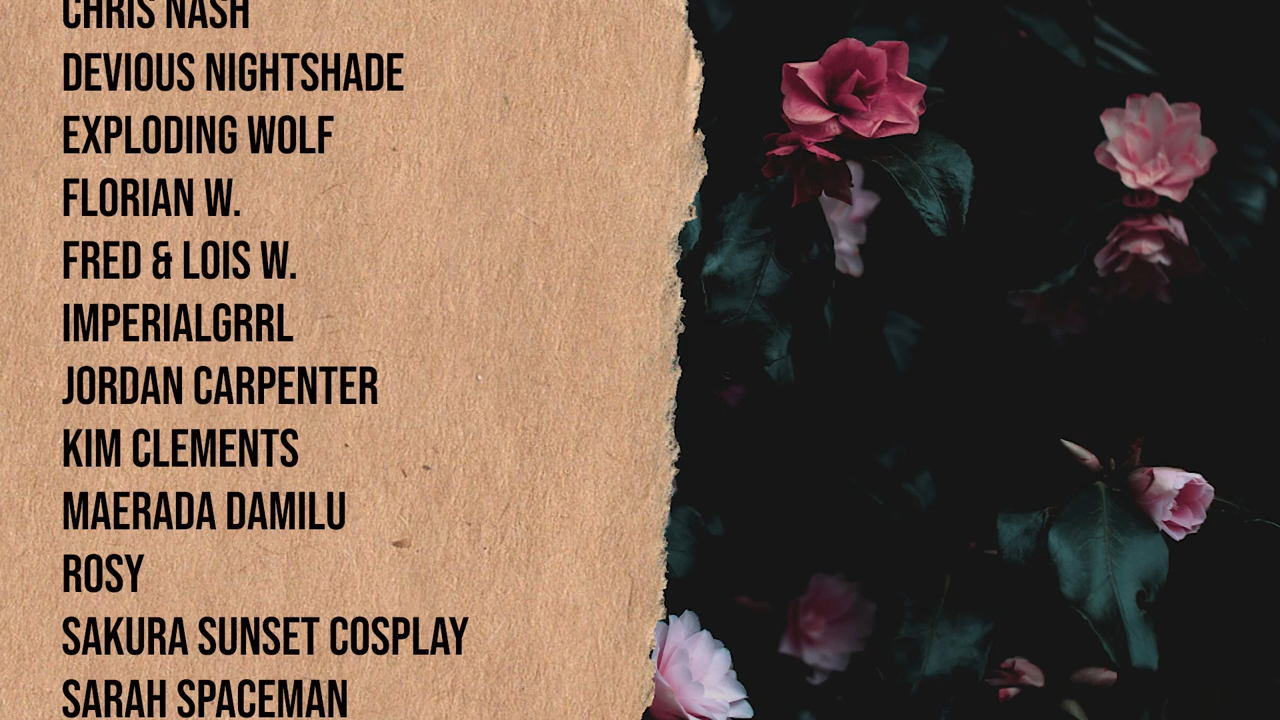 CHRIS NASH
DEVIOUS NIGHTSHADE
EXPLODING WOLF
FLORIAN W.
FRED & LOIS W.
IMPERIALGRRL
JORDAN CARPENTER
KIM CLEMENTS
MAERADA DAMILU
ROSY
SAKURA SUNSET COSPLAY
SARAH SPACEMAN